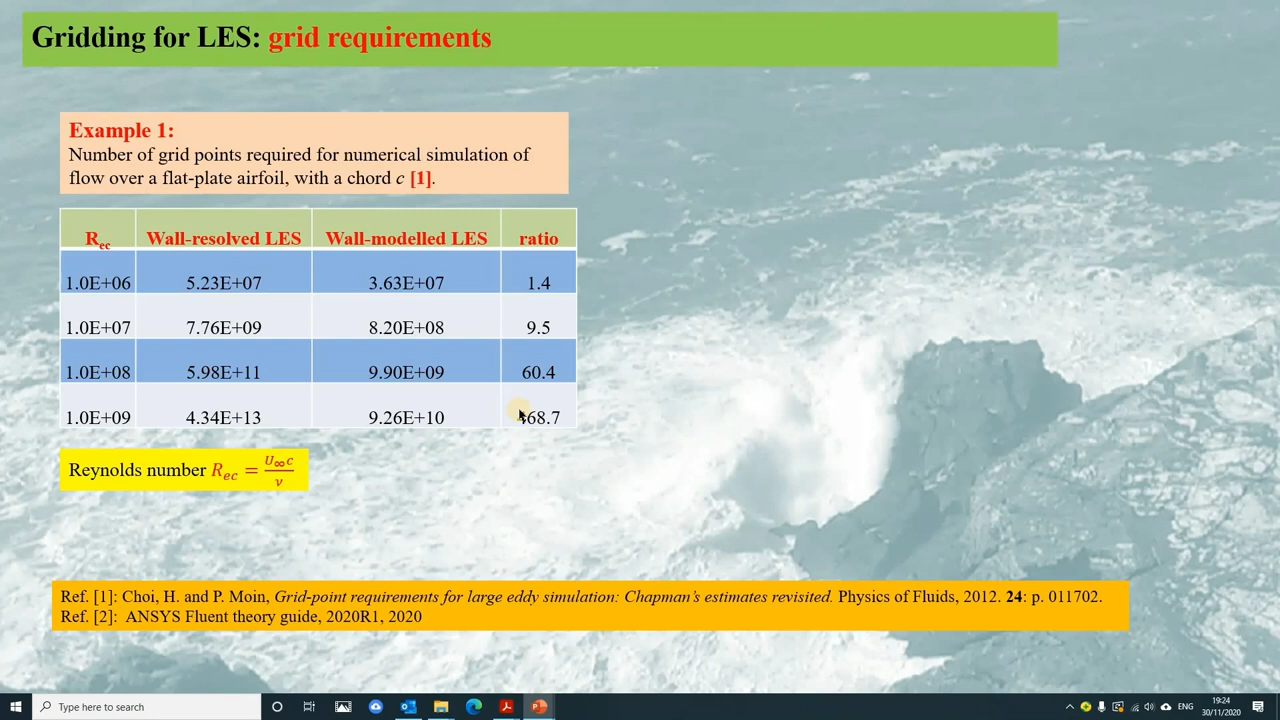 Gridding for LES: grid requirements
Example 1:
Number of grid points required for numerical simulation of
flow over a flat-plate airfoil, with a chord c [1].
Rec Wall-resolved LES Wall-modelled LES ratio
1.0E+06 5.23E+07 3.63E+07 1.4
1.0E+07 7.76E+09 8.20E+08 9.5
1.0E+08 5.98E+11 9.90E+09 60.4
1.0E+09 4.34E+13 9.26E+10 468.7
Reynolds number Rec = U∞c/ν
Ref. [1]: Choi, H. and P. Moin, Grid-point requirements for large eddy simulation: Chapman's estimates revisited. Physics of Fluids, 2012. 24: p. 011702.
Ref. [2]: ANSYS Fluent theory guide, 2020R1, 2020
Type here to search
ENG
19:24
30/11/2020